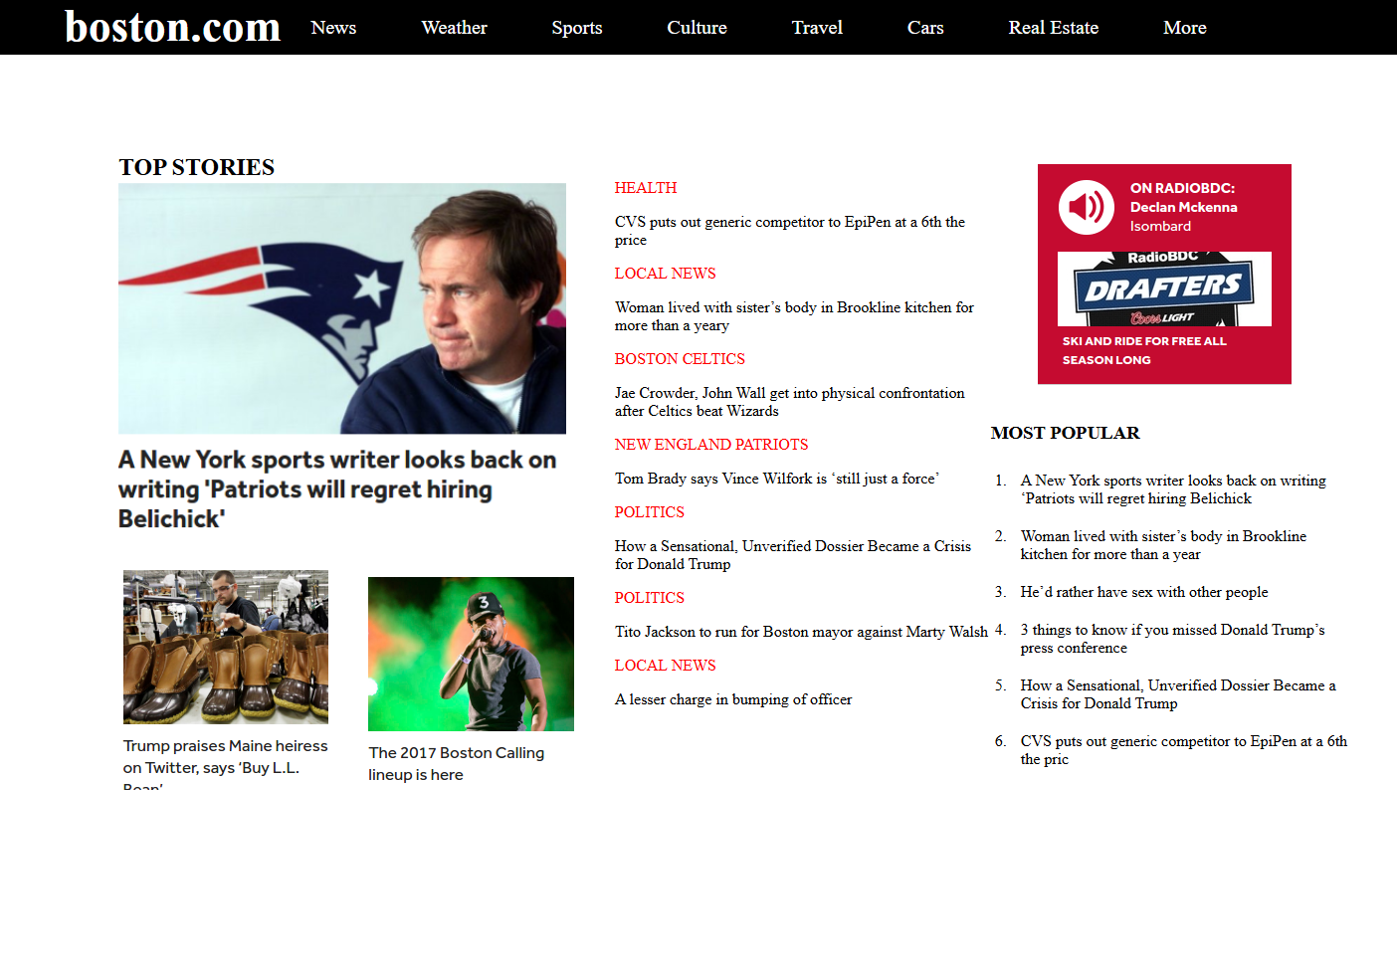 boston.com News Weather Sports Culture Travel Cars Real Estate More
TOP STORIES
A New York sports writer looks back on
writing 'Patriots will regret hiring
Belichick'
Trump praises Maine heiress
on Twitter, says ‘Buy L.L.
Bean’
3
The 2017 Boston Calling
lineup is here
HEALTH
CVS puts out generic competitor to EpiPen at a 6th the
price
LOCAL NEWS
Woman lived with sister’s body in Brookline kitchen for
more than a yeary
BOSTON CELTICS
Jae Crowder, John Wall get into physical confrontation
after Celtics beat Wizards
NEW ENGLAND PATRIOTS
Tom Brady says Vince Wilfork is ‘still just a force’
POLITICS
How a Sensational, Unverified Dossier Became a Crisis
for Donald Trump
POLITICS
Tito Jackson to run for Boston mayor against Marty Walsh
LOCAL NEWS
A lesser charge in bumping of officer
ON RADIOBDC:
Declan Mckenna
Isombard
RadioBDC
DRAFTERS
Coors LIGHT
SKI AND RIDE FOR FREE ALL
SEASON LONG
MOST POPULAR
1. A New York sports writer looks back on writing
‘Patriots will regret hiring Belichick
2. Woman lived with sister’s body in Brookline
kitchen for more than a year
3. He’d rather have sex with other people
4. 3 things to know if you missed Donald Trump’s
press conference
5. How a Sensational, Unverified Dossier Became a
Crisis for Donald Trump
6. CVS puts out generic competitor to EpiPen at a 6th
the pric